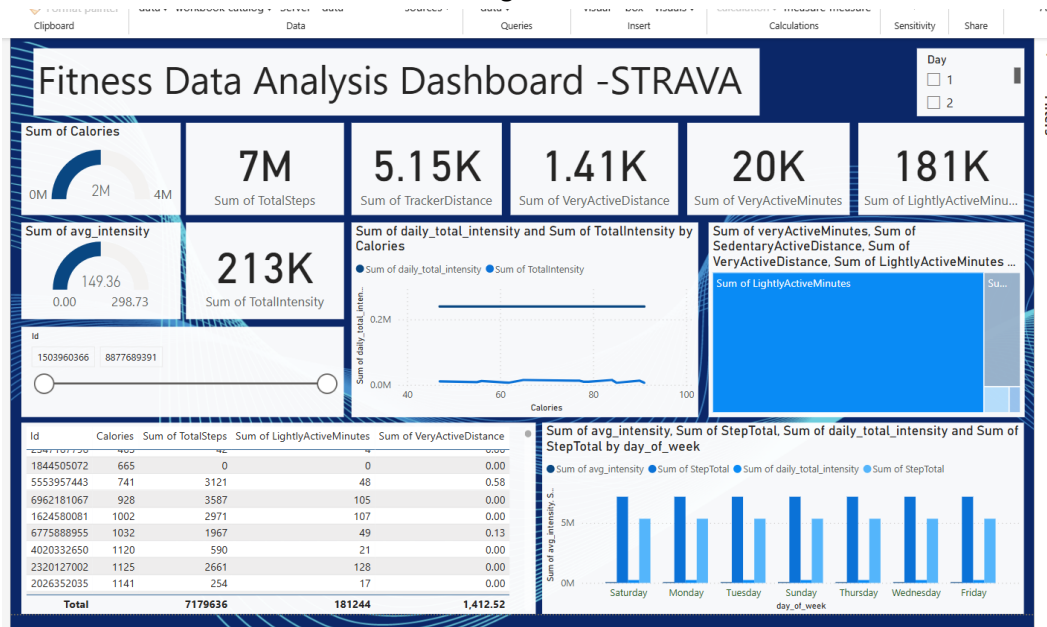 Clipboard
Data
Queries
Insert
Calculations
Sensitivity
Share
Fitness Data Analysis Dashboard -STRAVA
Day
1
2
Sum of Calories
0M
2M
4M
7M
Sum of TotalSteps
5.15K
Sum of TrackerDistance
1.41K
Sum of VeryActiveDistance
20K
Sum of VeryActiveMinutes
181K
Sum of LightlyActiveMinu...
Sum of avg_intensity
149.36
0.00
298.73
213K
Sum of TotalIntensity
Sum of daily_total_intensity and Sum of TotalIntensity by
Calories
Sum of daily_total_intensity Sum of TotalIntensity
Sum of daily_total_inten...
0.2M
0.0M
40 60 80 100
Calories
Sum of veryActiveMinutes, Sum of
SedentaryActiveDistance, Sum of
VeryActiveDistance, Sum of LightlyActiveMinutes ...
Sum of LightlyActiveMinutes
Su...
Id
1503960366 8877689391
Id Calories Sum of TotalSteps Sum of LightlyActiveMinutes Sum of VeryActiveDistance
1844505072 665 0 0 0.00
5553957443 741 3121 48 0.58
6962181067 928 3587 105 0.00
1624580081 1002 2971 107 0.00
6775888955 1032 1967 49 0.13
4020332650 1120 590 21 0.00
2320127002 1125 2661 128 0.00
2026352035 1141 254 17 0.00
Total 7179636 181244 1,412.52
Sum of avg_intensity, Sum of StepTotal, Sum of daily_total_intensity and Sum of
StepTotal by day_of_week
Sum of avg_intensity Sum of StepTotal Sum of daily_total_intensity Sum of StepTotal
Sum of avg_intensity, S...
5M
0M
Saturday Monday Tuesday Sunday Thursday Wednesday Friday
day_of_week